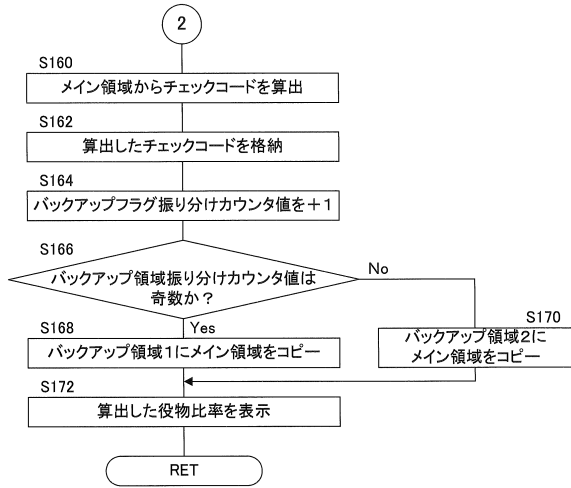 2
S160
メイン領域からチェックコードを算出
S162
算出したチェックコードを格納
S164
バックアップフラグ振り分けカウンタ値を＋１
S166
バックアップ領域振り分けカウンタ値は
奇数か？
No
Yes
S168
バックアップ領域１にメイン領域をコピー
S170
バックアップ領域２に
メイン領域をコピー
S172
算出した役物比率を表示
RET